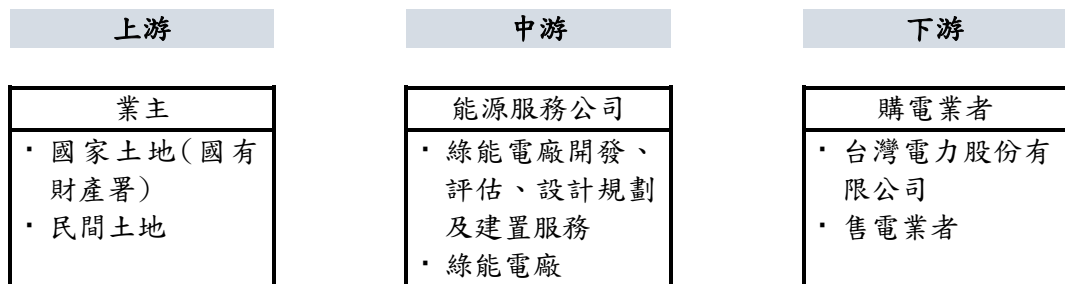 上游
業主
‧國家土地(國有
財產署)
‧民間土地
中游
能源服務公司
‧綠能電廠開發、
評估、設計規劃
及建置服務
‧綠能電廠
下游
購電業者
‧台灣電力股份有
限公司
‧售電業者